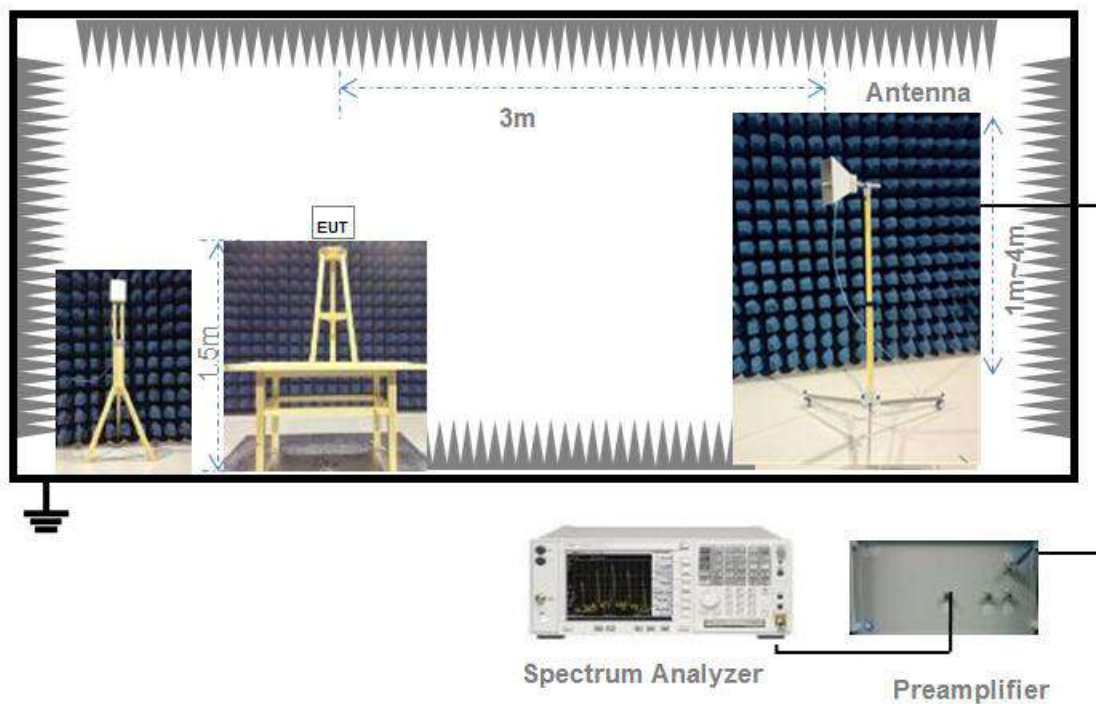 Antenna
3m
EUT
1m~4m
1.5m
Spectrum Analyzer
Preamplifier